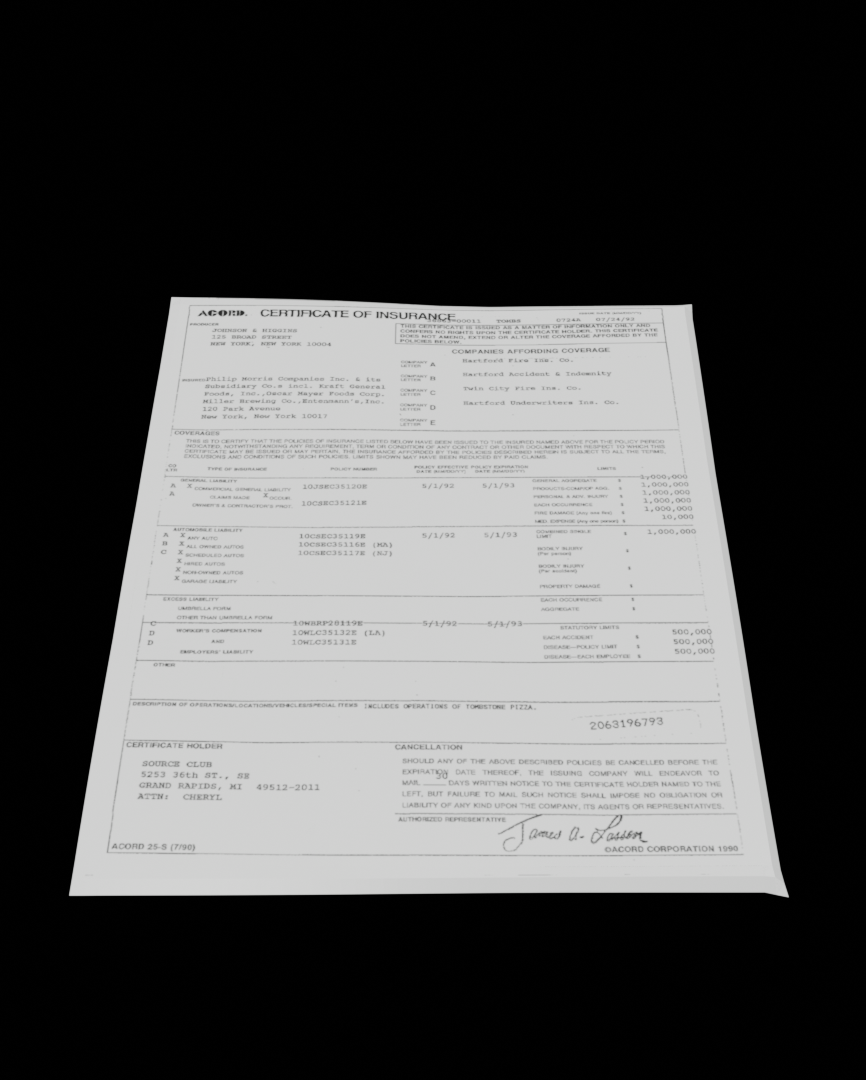 ACORD. CERTIFICATE OF INSURANCE
07/24/92
PRODUCER
JOHNSON & HIGGINS
125 BROAD STREET
NEW YORK, NEW YORK 10004
THIS CERTIFICATE IS ISSUED AS A MATTER OF INFORMATION ONLY AND
CONFERS NO RIGHTS UPON THE CERTIFICATE HOLDER. THIS CERTIFICATE
DOES NOT AMEND, EXTEND OR ALTER THE COVERAGE AFFORDED BY THE
POLICIES BELOW.
COMPANIES AFFORDING COVERAGE
COMPANY LETTER A Hartford Fire Ins. Co.
COMPANY LETTER B Hartford Accident & Indemnity
COMPANY LETTER C Twin City Fire Ins. Co.
COMPANY LETTER D Hartford Underwriters Ins. Co.
COMPANY LETTER E
INSURED Philip Morris Companies Inc. & its
Subsidiary Co.s incl. Kraft General
Foods, Inc., Oscar Mayer Foods Corp.
Miller Brewing Co., Entenmann's, Inc.
120 Park Avenue
New York, New York 10017
COVERAGES
THIS IS TO CERTIFY THAT THE POLICIES OF INSURANCE LISTED BELOW HAVE BEEN ISSUED TO THE INSURED NAMED ABOVE FOR THE POLICY PERIOD
INDICATED, NOTWITHSTANDING ANY REQUIREMENT, TERM OR CONDITION OF ANY CONTRACT OR OTHER DOCUMENT WITH RESPECT TO WHICH THIS
CERTIFICATE MAY BE ISSUED OR MAY PERTAIN, THE INSURANCE AFFORDED BY THE POLICIES DESCRIBED HEREIN IS SUBJECT TO ALL THE TERMS,
EXCLUSIONS AND CONDITIONS OF SUCH POLICIES. LIMITS SHOWN MAY HAVE BEEN REDUCED BY PAID CLAIMS.
CO LTR TYPE OF INSURANCE POLICY NUMBER POLICY EFFECTIVE DATE (MM/DD/YY) POLICY EXPIRATION DATE (MM/DD/YY) LIMITS
GENERAL LIABILITY GENERAL AGGREGATE $ 1,000,000
A X COMMERCIAL GENERAL LIABILITY 10JSEC35120E 5/1/92 5/1/93 PRODUCTS-COMP/OP AGG. $ 1,000,000
A CLAIMS MADE X OCCUR. PERSONAL & ADV. INJURY $ 1,000,000
OWNER'S & CONTRACTOR'S PROT. 10CSEC35121E EACH OCCURRENCE $ 1,000,000
FIRE DAMAGE (Any one fire) $ 1,000,000
MED. EXPENSE (Any one person) $ 10,000
AUTOMOBILE LIABILITY
A X ANY AUTO 10CSEC35119E 5/1/92 5/1/93 COMBINED SINGLE LIMIT $ 1,000,000
B X ALL OWNED AUTOS 10CSEC35116E (MA)
C X SCHEDULED AUTOS 10CSEC35117E (NJ) BODILY INJURY (Per person) $
X HIRED AUTOS
X NON-OWNED AUTOS BODILY INJURY (Per accident) $
X GARAGE LIABILITY
PROPERTY DAMAGE $
EXCESS LIABILITY EACH OCCURRENCE $
UMBRELLA FORM AGGREGATE $
OTHER THAN UMBRELLA FORM
C 5/1/92 5/1/93 STATUTORY LIMITS
D WORKER'S COMPENSATION 10WLC35132E (LA) EACH ACCIDENT $ 500,000
D AND 10WLC35131E DISEASE—POLICY LIMIT $ 500,000
EMPLOYERS' LIABILITY DISEASE—EACH EMPLOYEE $ 500,000
OTHER
DESCRIPTION OF OPERATIONS/LOCATIONS/VEHICLES/SPECIAL ITEMS INCLUDES OPERATIONS OF TOMBSTONE PIZZA.
2063196793
CERTIFICATE HOLDER
SOURCE CLUB
5253 36th ST., SE
GRAND RAPIDS, MI 49512-2011
ATTN: CHERYL
CANCELLATION
SHOULD ANY OF THE ABOVE DESCRIBED POLICIES BE CANCELLED BEFORE THE
EXPIRATION DATE THEREOF, THE ISSUING COMPANY WILL ENDEAVOR TO
MAIL 30 DAYS WRITTEN NOTICE TO THE CERTIFICATE HOLDER NAMED TO THE
LEFT, BUT FAILURE TO MAIL SUCH NOTICE SHALL IMPOSE NO OBLIGATION OR
LIABILITY OF ANY KIND UPON THE COMPANY, ITS AGENTS OR REPRESENTATIVES.
AUTHORIZED REPRESENTATIVE
James A. Lassen
ACORD 25-S (7/90)
©ACORD CORPORATION 1990